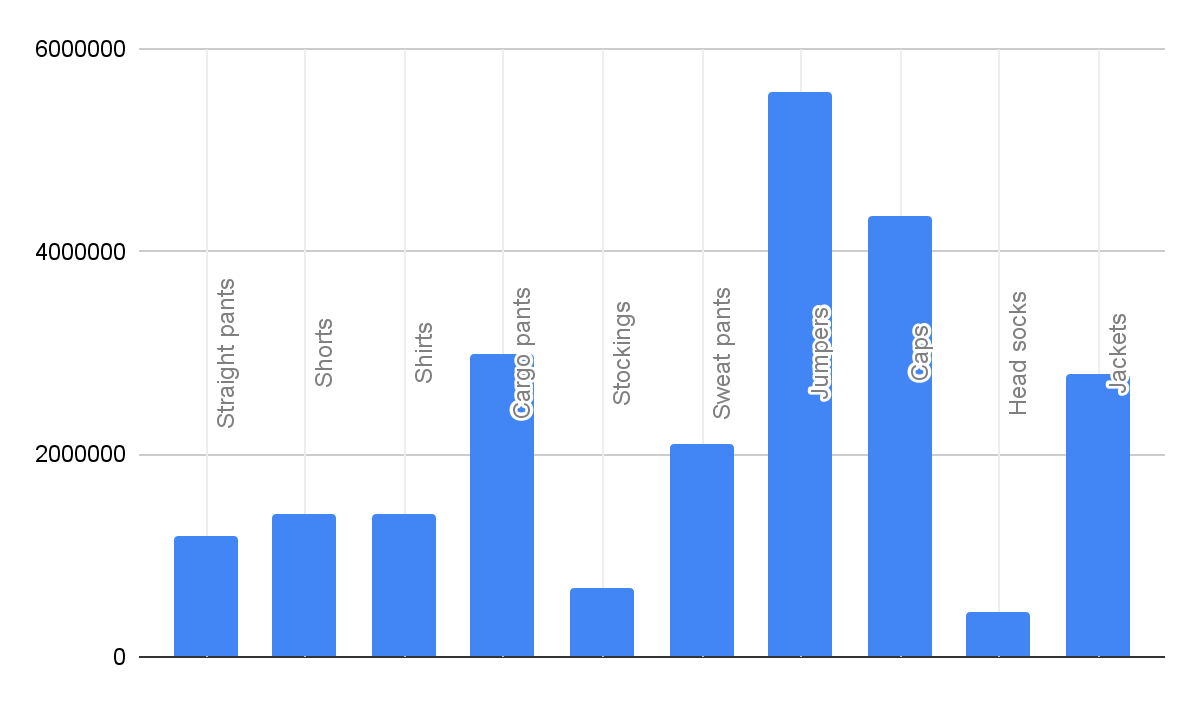 6000000
4000000
2000000
0
Straight pants
Shorts
Shirts
Cargo pants
Stockings
Sweat pants
Jumpers
Caps
Head socks
Jackets